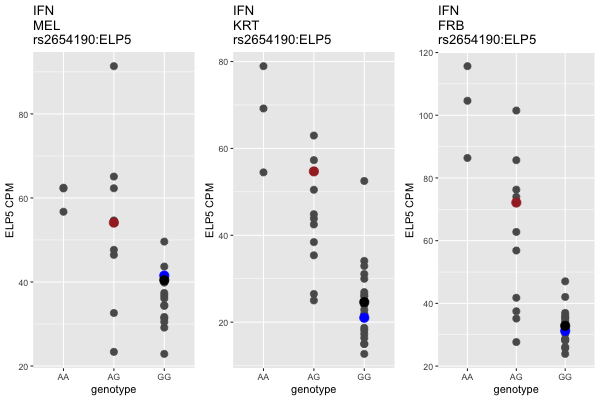 IFN
MEL
rs2654190:ELP5
ELP5 CPM
80
60
40
20
AA
AG
GG
genotype
IFN
KRT
rs2654190:ELP5
ELP5 CPM
80
60
40
20
AA
AG
GG
genotype
IFN
FRB
rs2654190:ELP5
ELP5 CPM
120
100
80
60
40
20
AA
AG
GG
genotype